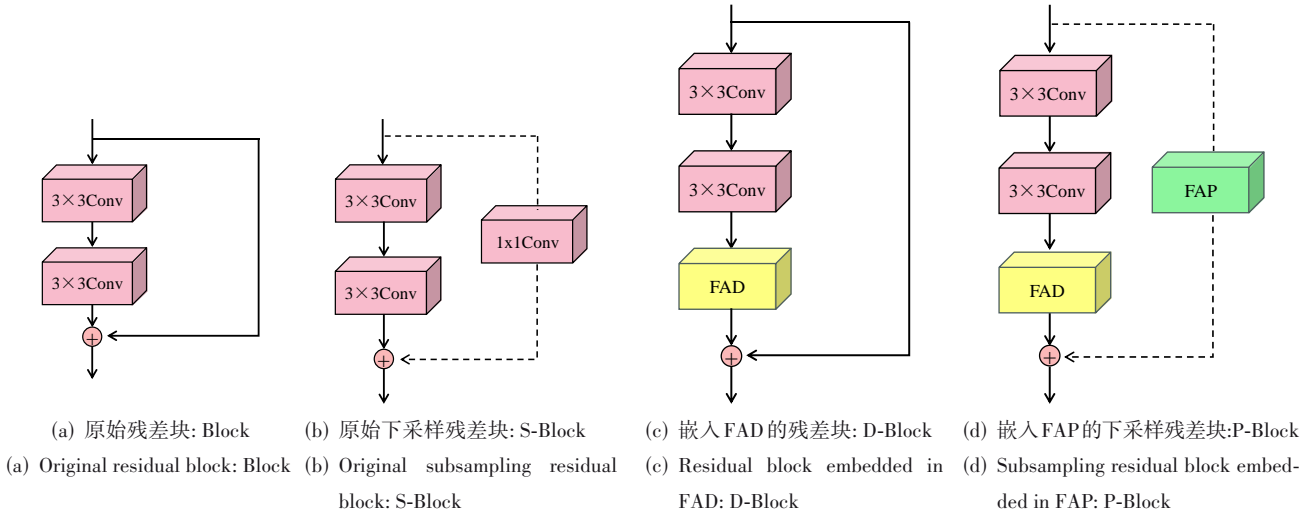 3×3Conv
3×3Conv
+
3×3Conv
3×3Conv
1x1Conv
+
3×3Conv
3×3Conv
FAD
+
3×3Conv
3×3Conv
FAD
FAP
+
(a) 原始残差块: Block
(a) Original residual block: Block
(b) 原始下采样残差块: S-Block
(b) Original subsampling residual
block: S-Block
(c) 嵌入FAD的残差块: D-Block
(c) Residual block embedded in
FAD: D-Block
(d) 嵌入FAP的下采样残差块:P-Block
(d) Subsampling residual block embed-
ded in FAP: P-Block